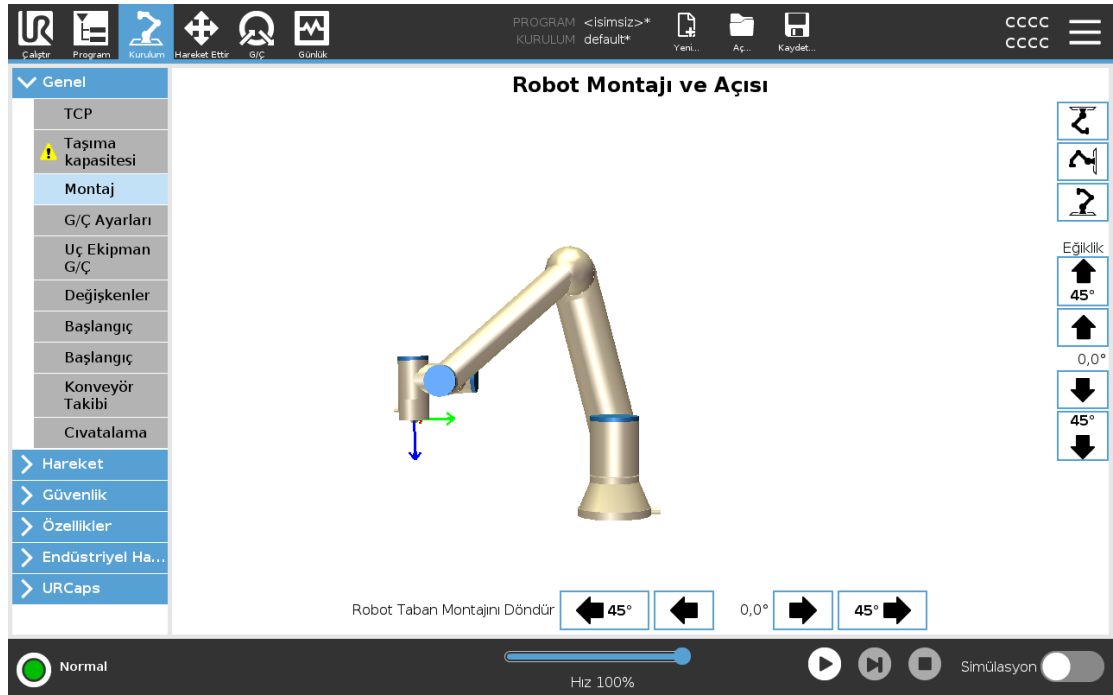 PROGRAM <isimsiz>*
KURULUM default*
cccc
cccc
Çalıştır Program Kurulum Hareket Ettir G/Ç Günlük
Yeni... Aç... Kaydet...
Genel
TCP
Taşıma
kapasitesi
Montaj
G/Ç Ayarları
Uç Ekipman
G/Ç
Değişkenler
Başlangıç
Başlangıç
Konveyör
Takibi
Cıvatalama
Hareket
Güvenlik
Özellikler
Endüstriyel Ha...
URCaps
Robot Montajı ve Açısı
Eğiklik
45°
0,0°
45°
Robot Taban Montajını Döndür 45° 0,0° 45°
Normal
Hız 100%
Simülasyon